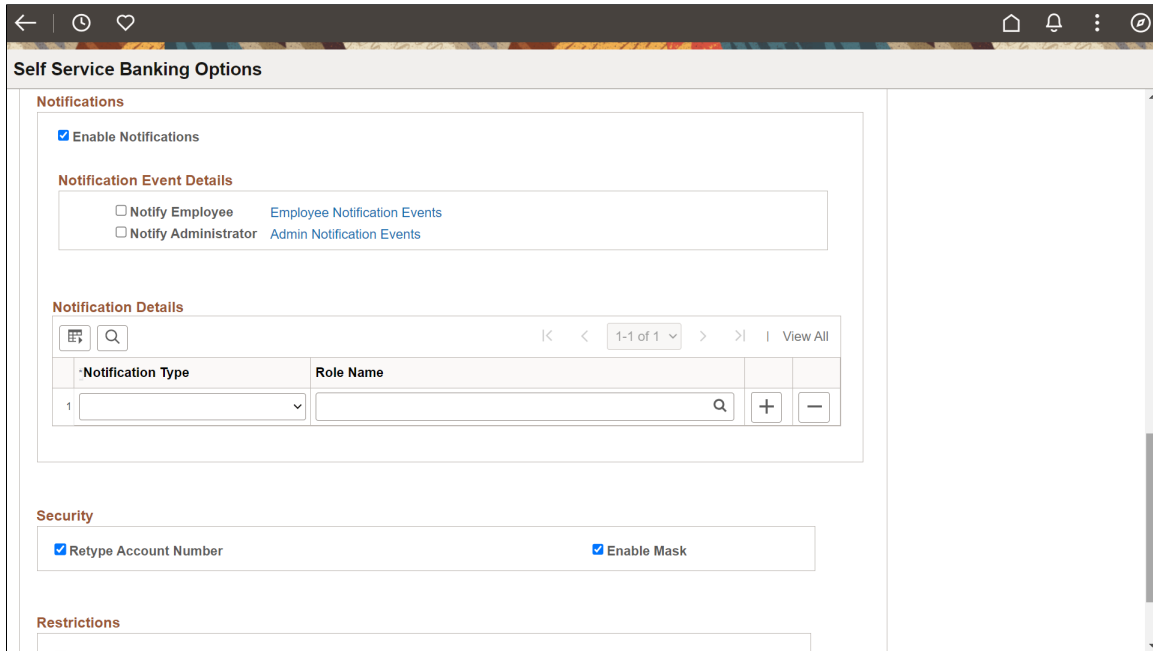 Self Service Banking Options
Notifications
Enable Notifications
Notification Event Details
Notify Employee Employee Notification Events
Notify Administrator Admin Notification Events
Notification Details
1-1 of 1 | View All
*Notification Type Role Name
1
Security
Retype Account Number Enable Mask
Restrictions